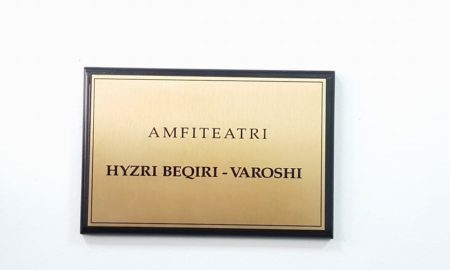 AMFITEATRI
HYZRI BEQIRI - VAROSHI